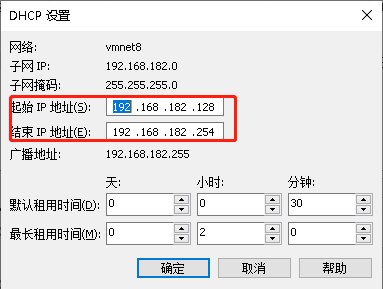 DHCP 设置
网络: vmnet8
子网 IP: 192.168.182.0
子网掩码: 255.255.255.0
起始 IP 地址(S): 192 .168 .182 .128
结束 IP 地址(E): 192 .168 .182 .254
广播地址: 192.168.182.255
天: 小时: 分钟:
默认租用时间(D): 0 0 30
最长租用时间(M): 0 2 0
确定 取消 帮助